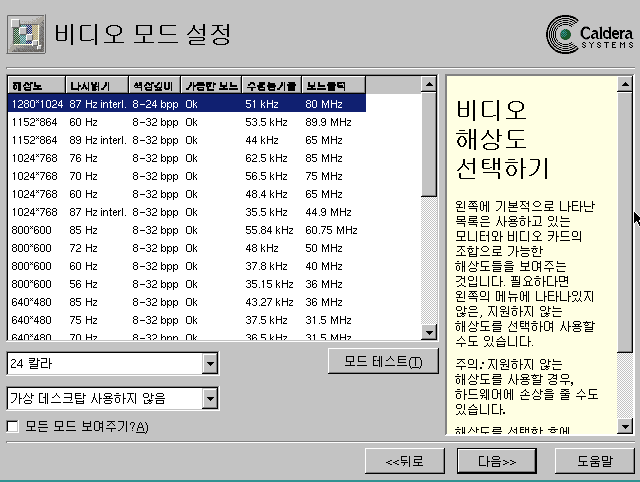 비디오 모드 설정
Caldera
SYSTEMS
해상도 다시읽기 색상깊이 가능한 모드 수평동기율 도트클럭
1280*1024 87 Hz interl. 8-24 bpp Ok 51 kHz 80 MHz
1152*864 60 Hz 8-32 bpp Ok 53.5 kHz 89.9 MHz
1152*864 89 Hz interl. 8-32 bpp Ok 44 kHz 65 MHz
1024*768 76 Hz 8-32 bpp Ok 62.5 kHz 85 MHz
1024*768 70 Hz 8-32 bpp Ok 56.5 kHz 75 MHz
1024*768 60 Hz 8-32 bpp Ok 48.4 kHz 65 MHz
1024*768 87 Hz interl. 8-32 bpp Ok 35.5 kHz 44.9 MHz
800*600 85 Hz 8-32 bpp Ok 55.84 kHz 60.75 MHz
800*600 72 Hz 8-32 bpp Ok 48 kHz 50 MHz
800*600 60 Hz 8-32 bpp Ok 37.8 kHz 40 MHz
800*600 56 Hz 8-32 bpp Ok 35.15 kHz 36 MHz
640*480 85 Hz 8-32 bpp Ok 43.27 kHz 36 MHz
640*480 75 Hz 8-32 bpp Ok 37.5 kHz 31.5 MHz
640*480 70 Hz 8-32 bpp Ok 36.5 kHz 31.5 MHz
24 칼라
모드 테스트(T)
가상 데스크탑 사용하지 않음
모든 모드 보여주기?A)
비디오
해상도
선택하기
왼쪽에 기본적으로 나타난
목록은 사용하고 있는
모니터와 비디오 카드의
조합으로 가능한
해상도들을 보여주는
것입니다. 필요하다면
왼쪽의 메뉴에 나타나있지
않은, 지원하지 않는
해상도를 선택하여 사용할
수도 있습니다.
주의: 지원하지 않는
해상도를 사용할 경우,
하드웨어에 손상을 줄 수도
있습니다.
해상도를 선택한 후에
<<뒤로
다음>>
도움말